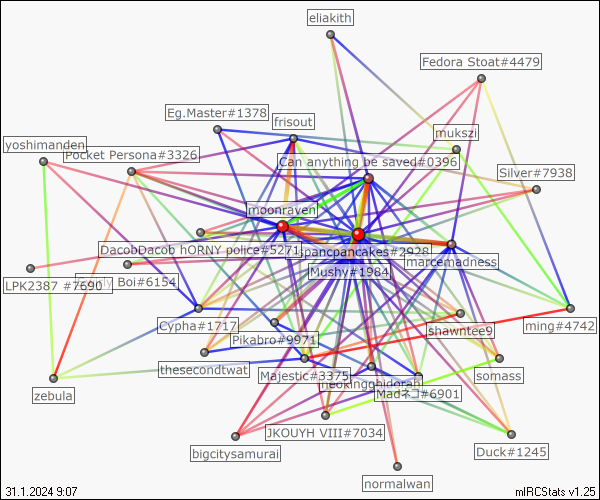 eliakith
Fedora Stoat#4479
Eg.Master#1378
frisout
mukszi
yoshimanden
Pocket Persona#3326
Can anything be saved#0396
Silver#7938
moonraven
DacobDacob hORNY police#5271
spancpancakes#2928
marcemadness
Mushy#1984
LPK2387 #7690
Boi#6154
Cypha#1717
Pikabro#9971
shawntee9
ming#4742
thesecondtwat
Majestic#3375
neokingghidorah
Madネコ#6901
somass
zebula
JKOUYH VIII#7034
bigcitysamurai
Duck#1245
normalwan
31.1.2024 9:07
mIRCStats v1.25